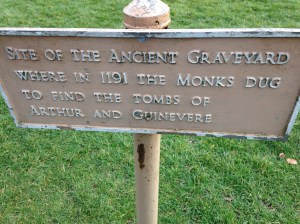 Site of the Ancient Graveyard
where in 1191 the Monks dug
to find the tombs of
Arthur and Guinevere